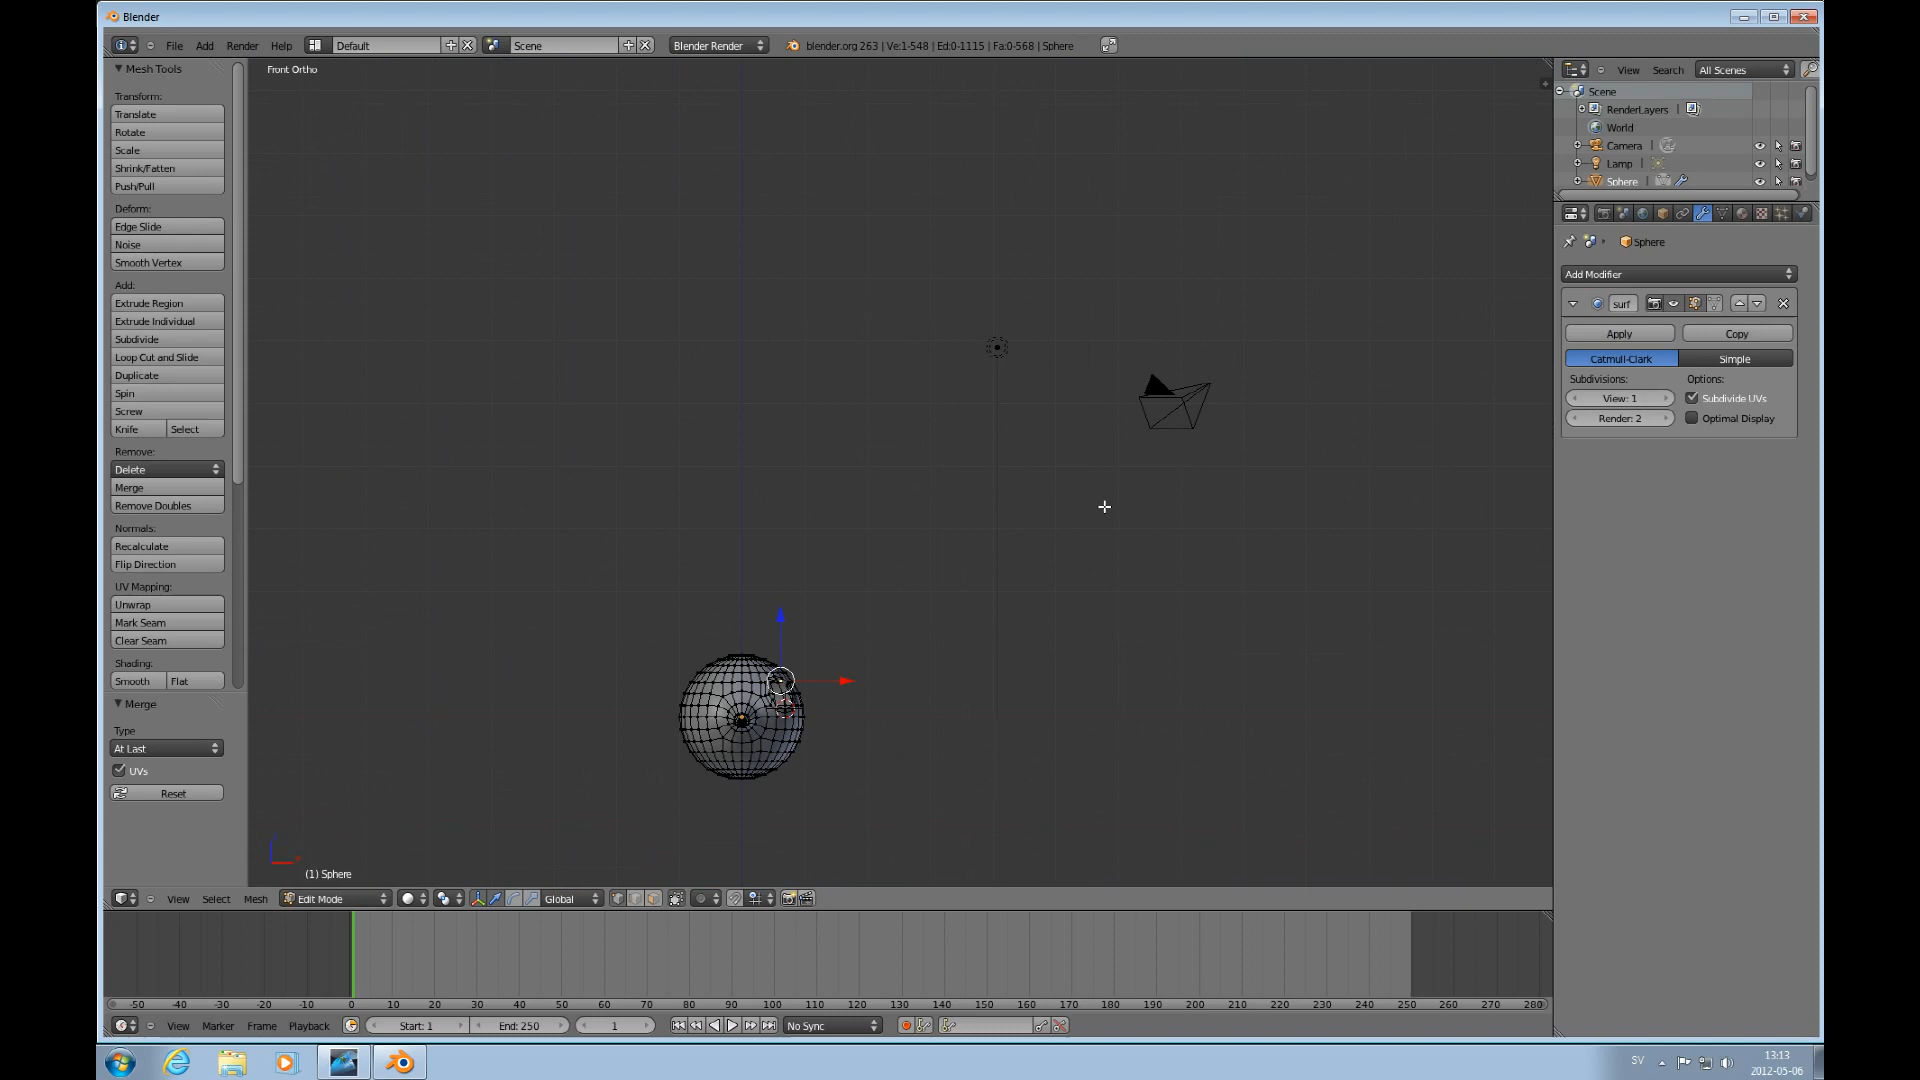 Blender
File Add Render Help Default Scene Blender Render blender.org 263 | Ve:1-548 | Ed:0-1115 | Fa:0-568 | Sphere
Mesh Tools
Transform:
Translate
Rotate
Scale
Shrink/Fatten
Push/Pull
Deform:
Edge Slide
Noise
Smooth Vertex
Add:
Extrude Region
Extrude Individual
Subdivide
Loop Cut and Slide
Duplicate
Spin
Screw
Knife Select
Remove:
Delete
Merge
Remove Doubles
Normals:
Recalculate
Flip Direction
UV Mapping:
Unwrap
Mark Seam
Clear Seam
Shading:
Smooth Flat
Merge
Type
At Last
UVs
Reset
Front Ortho
(1) Sphere
View Select Mesh Edit Mode Global
View Search All Scenes
Scene
RenderLayers |
World
Camera |
Lamp |
Sphere |
Sphere
Add Modifier
surf
Apply Copy
Catmull-Clark Simple
Subdivisions: Options:
View: 1 Subdivide UVs
Render: 2 Optimal Display
-50 -40 -30 -20 -10 0 10 20 30 40 50 60 70 80 90 100 110 120 130 140 150 160 170 180 190 200 210 220 230 240 250 260 270 280
View Marker Frame Playback Start: 1 End: 250 1 No Sync
SV 13:13
2012-05-06